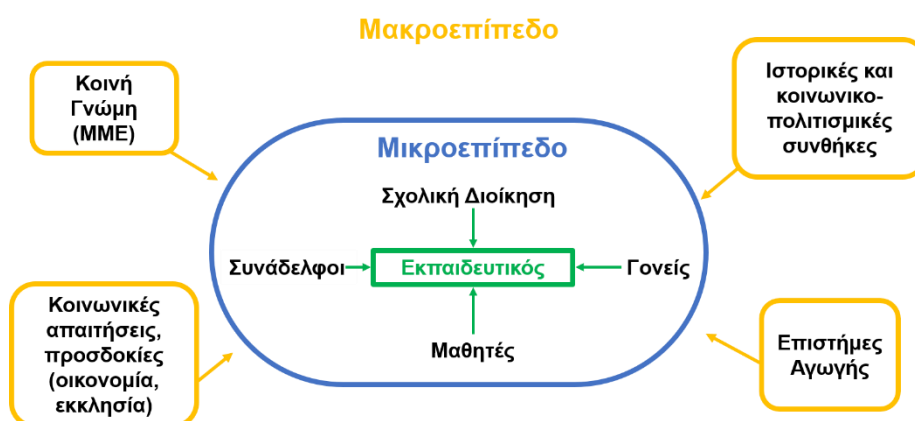 Μακροεπίπεδο
Κοινή
Γνώμη
(ΜΜΕ)
Ιστορικές και
κοινωνικο-
πολιτισμικές
συνθήκες
Μικροεπίπεδο
Σχολική Διοίκηση
Συνάδελφοι
Εκπαιδευτικός
Γονείς
Μαθητές
Κοινωνικές
απαιτήσεις,
προσδοκίες
(οικονομία,
εκκλησία)
Επιστήμες
Αγωγής